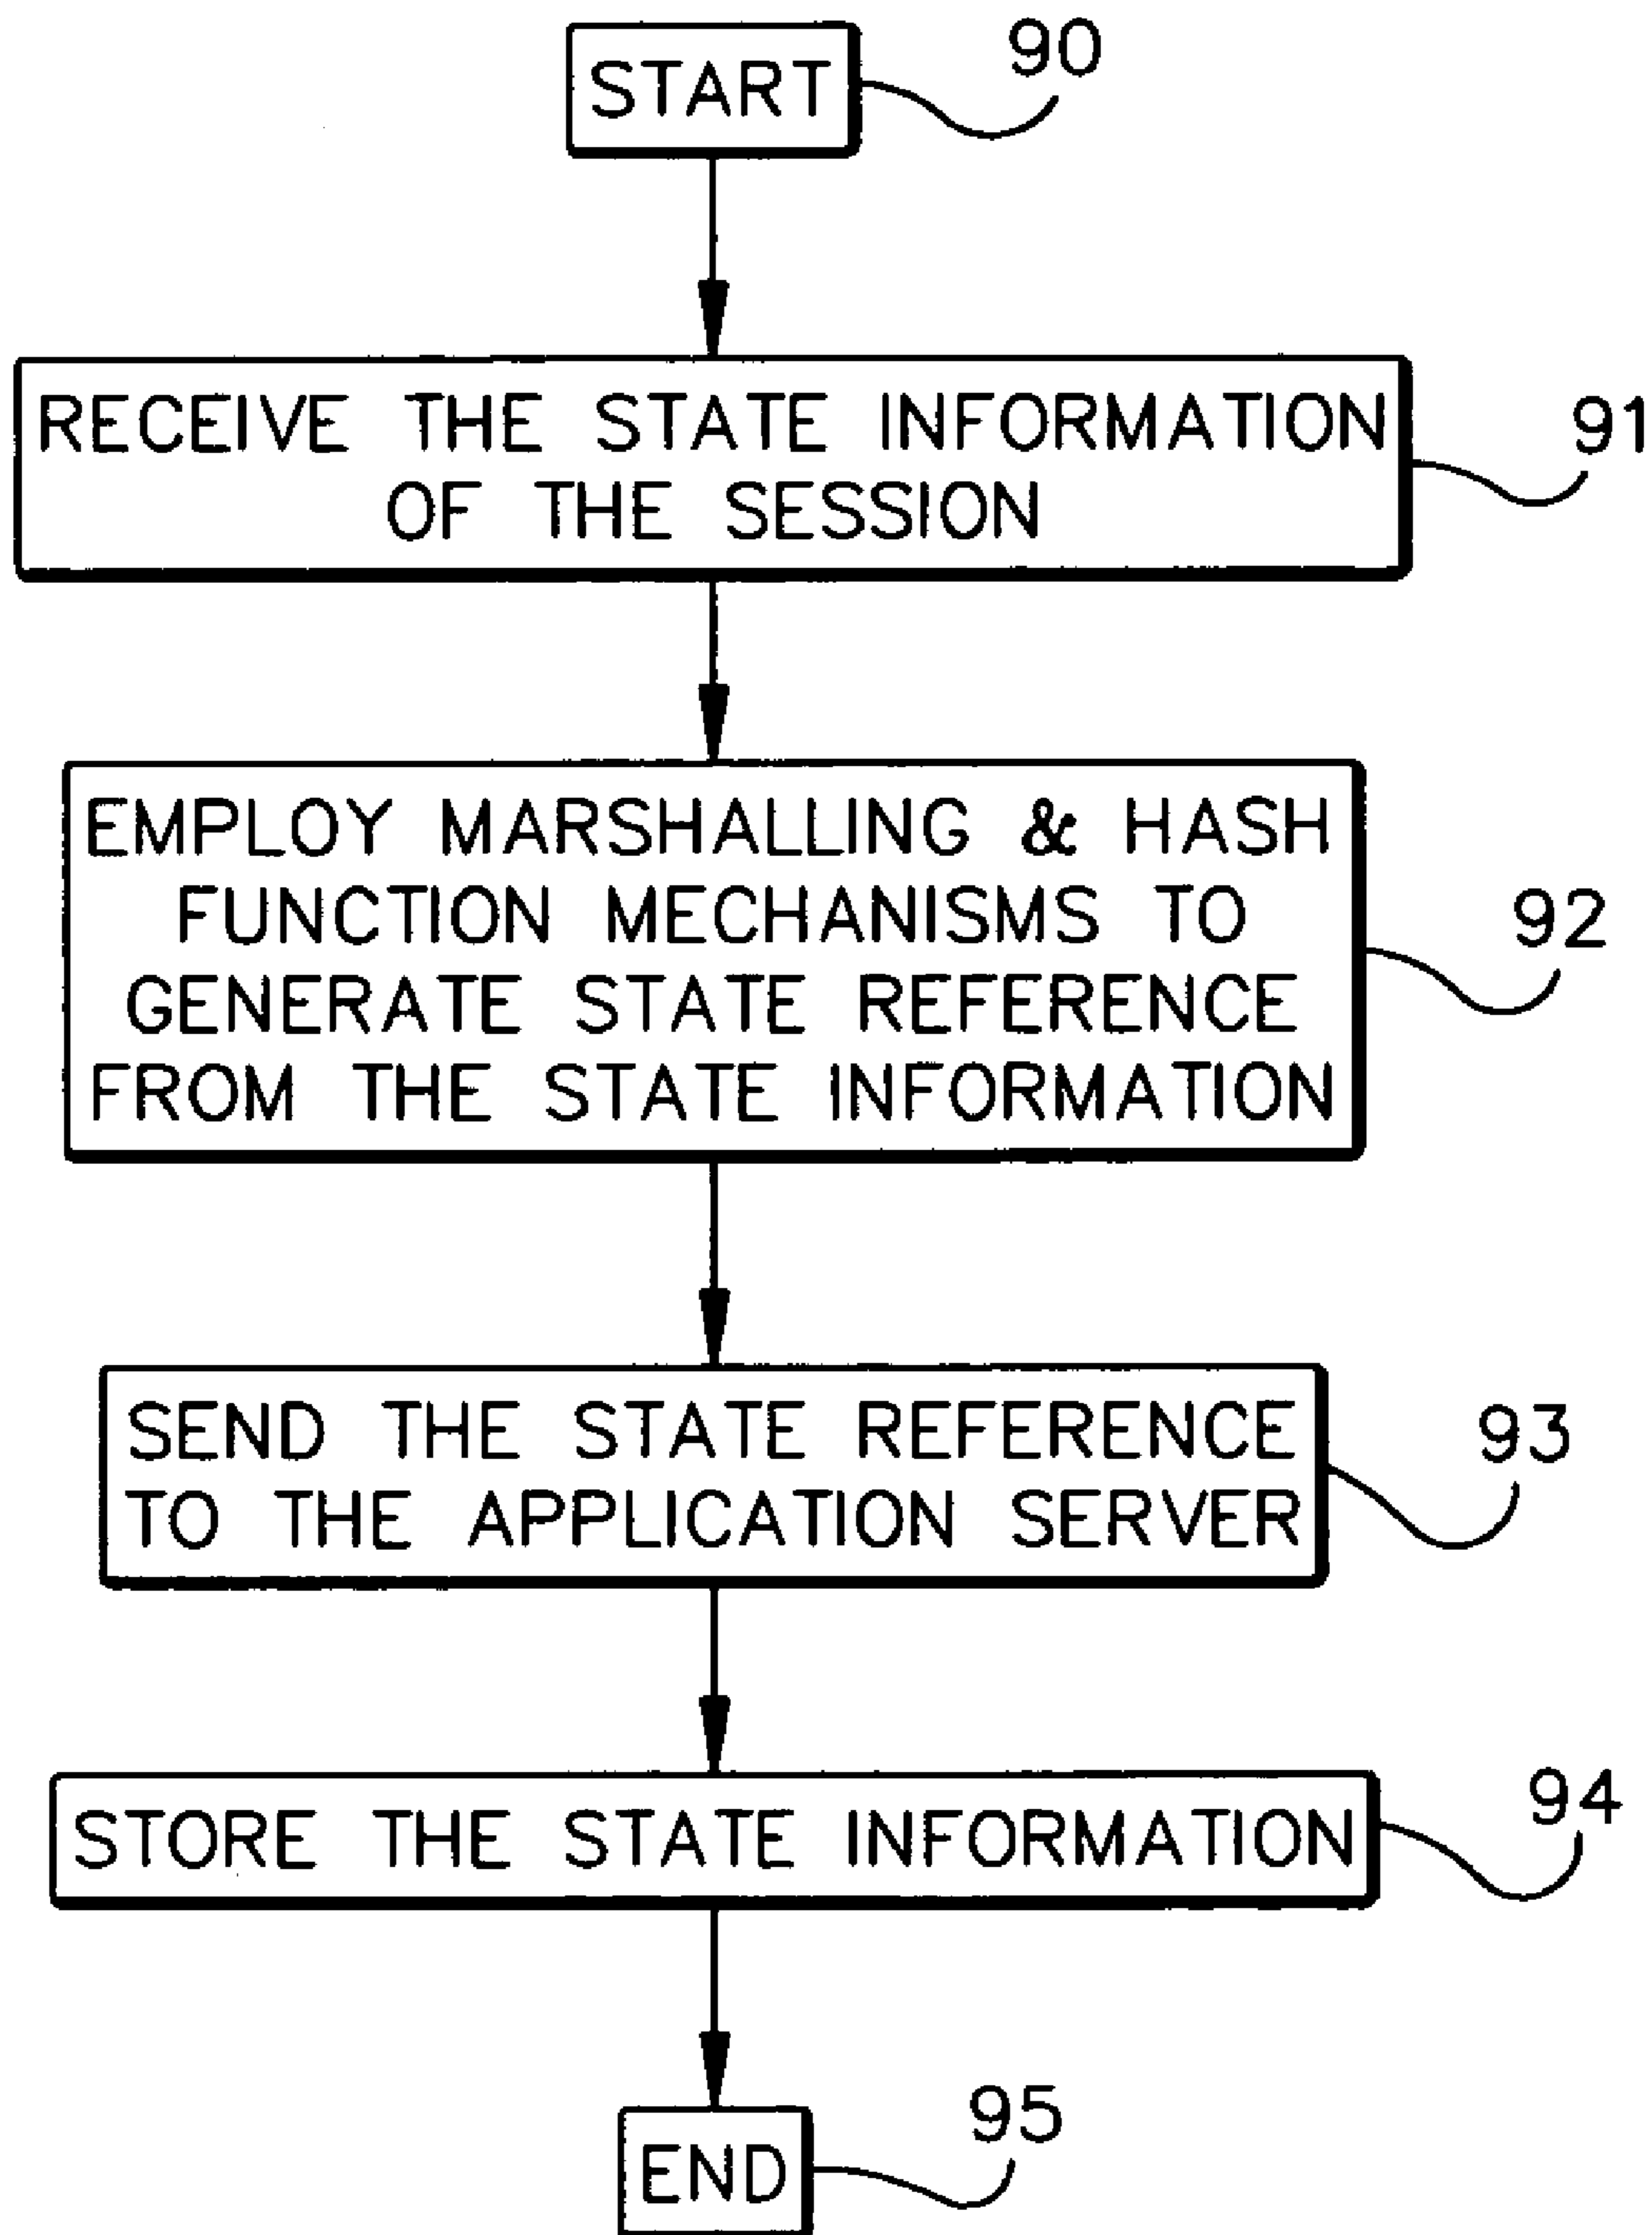 START
90
RECEIVE THE STATE INFORMATION
OF THE SESSION
91
EMPLOY MARSHALLING & HASH
FUNCTION MECHANISMS TO
GENERATE STATE REFERENCE
FROM THE STATE INFORMATION
92
SEND THE STATE REFERENCE
TO THE APPLICATION SERVER
93
STORE THE STATE INFORMATION
94
END
95